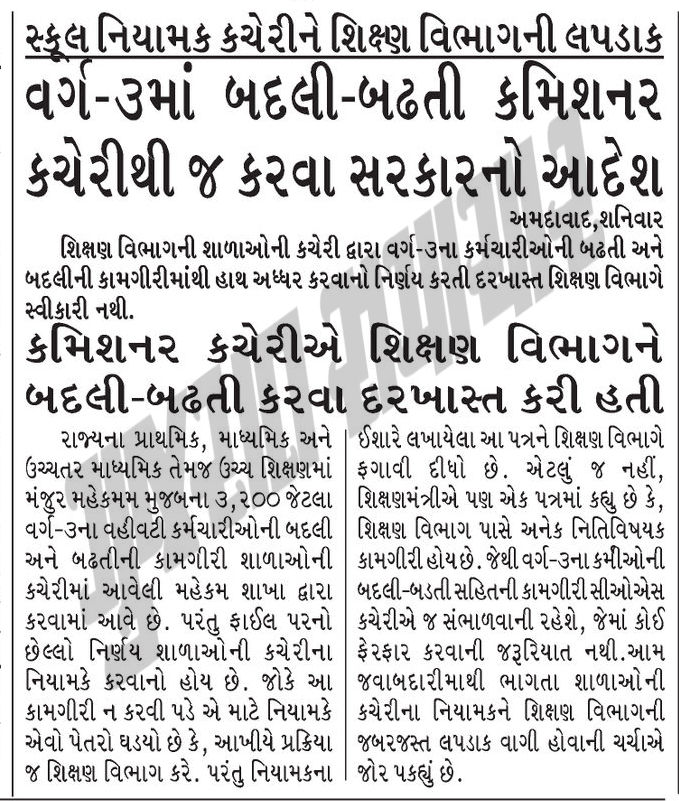 સ્કૂલ નિયામક કચેરીને શિક્ષણ વિભાગની લપડાક
વર્ગ-૩માં બદલી-બઢતી કમિશનર
કચેરીથી જ કરવા સરકારનો આદેશ
અમદાવાદ,શનિવાર
શિક્ષણ વિભાગની શાળાઓની કચેરી દ્વારા વર્ગ-૩ના કર્મચારીઓની બઢતી અને
બદલીની કામગીરીમાંથી હાથ અધ્ધર કરવાનો નિર્ણય કરતી દરખાસ્ત શિક્ષણ વિભાગે
સ્વીકારી નથી.
કમિશનર કચેરીએ શિક્ષણ વિભાગને
બદલી-બઢતી કરવા દરખાસ્ત કરી હતી
રાજ્યના પ્રાથમિક, માધ્યમિક અને
ઉચ્ચતર માધ્યમિક તેમજ ઉચ્ચ શિક્ષણમાં
મંજુર મહેકમમ મુજબના ૩,૨૦૦ જેટલા
વર્ગ-૩ના વહીવટી કર્મચારીઓની બદલી
અને બઢતીની કામગીરી શાળાઓની
કચેરીમાં આવેલી મહેકમ શાખા દ્વારા
કરવામાં આવે છે. પરંતુ ફાઈલ પરનો
છેલ્લો નિર્ણય શાળાઓની કચેરીના
નિયામકે કરવાનો હોય છે. જોકે આ
કામગીરી ન કરવી પડે એ માટે નિયામકે
એવો પેતરો ઘડયો છે કે, આખીયે પ્રક્રિયા
જ શિક્ષણ વિભાગ કરે. પરંતુ નિયામકના
ઈશારે લખાયેલા આ પત્રને શિક્ષણ વિભાગે
ફગાવી દીધો છે. એટલું જ નહીં,
શિક્ષણમંત્રીએ પણ એક પત્રમાં કહ્યુ છે કે,
શિક્ષણ વિભાગ પાસે અનેક નિતિવિષયક
કામગીરી હોય છે. જેથી વર્ગ-૩ના કર્મીઓની
બદલી-બડતી સહિતની કામગીરી સીઓએસ
કચેરીએ જ સંભાળવાની રહેશે, જેમાં કોઈ
ફેરફાર કરવાની જરૂરિયાત નથી.આમ
જવાબદારીમાથી ભાગતા શાળાઓની
કચેરીના નિયામકને શિક્ષણ વિભાગની
જબરજસ્ત લપડાક વાગી હોવાની ચર્ચાએ
જોર પકડ્યું છે.
ગુજરાત સમાચાર